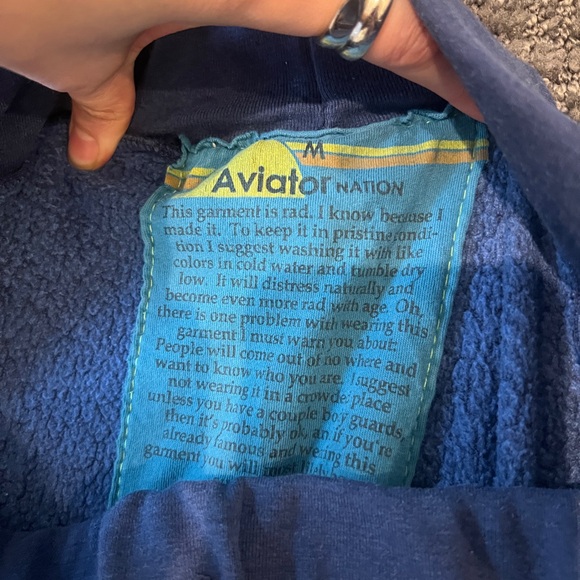 M
Aviator NATION
This garment is rad. I know because I
made it. To keep it in pristine condi-
tion I suggest washing it with like
colors in cold water and tumble dry
low. It will distress naturally and
become even more rad with age. Oh,
there is one problem with wearing this
garment I must warn you about:
People will come out of no where and
want to know who you are. I suggest
not wearing it in a crowded place
unless you have a couple body guards,
then it's probably ok, an if you're
already famous and wearing this
garment you will